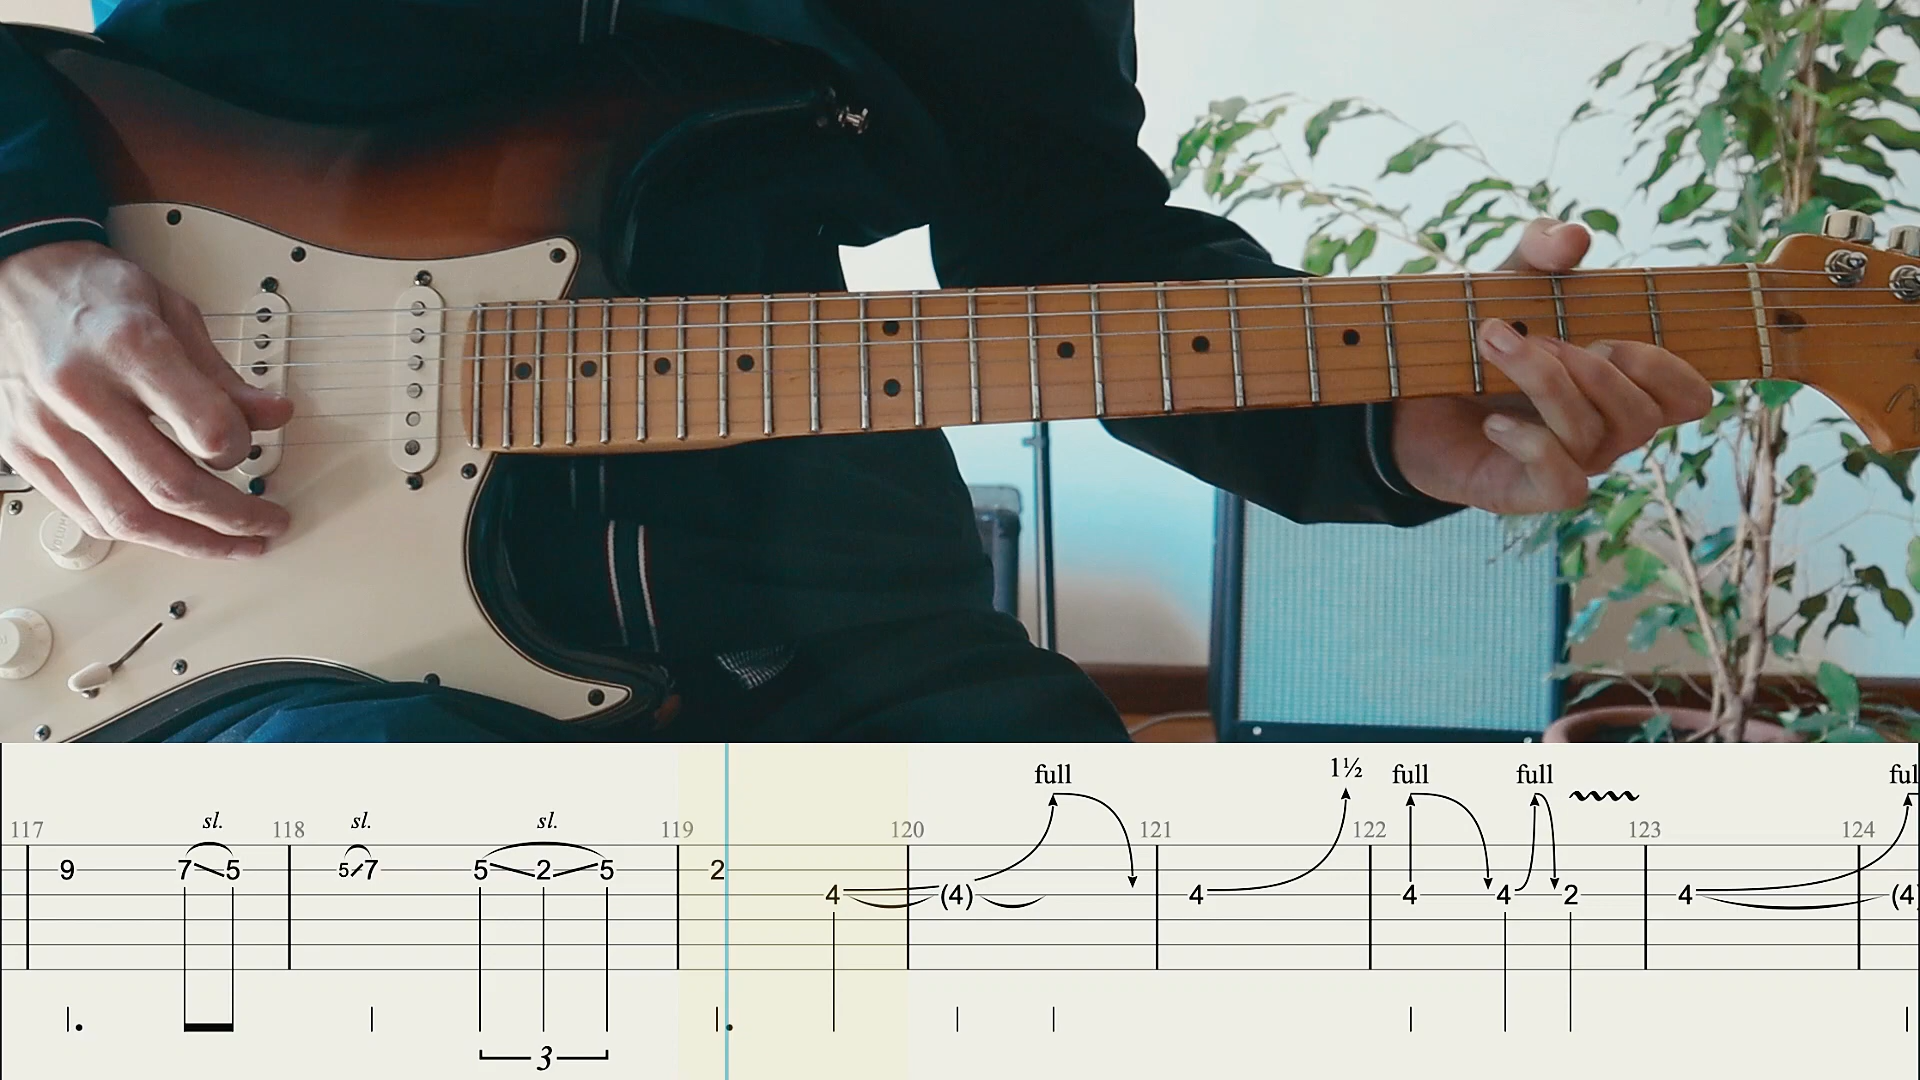 VOLUME
full 1½ full full ful
117 sl. 118 sl. sl. 119 120 121 122 123 124
9 7 5 5 7 5 2 5 2
4 (4) 4 4 4 2 4 (4)
3